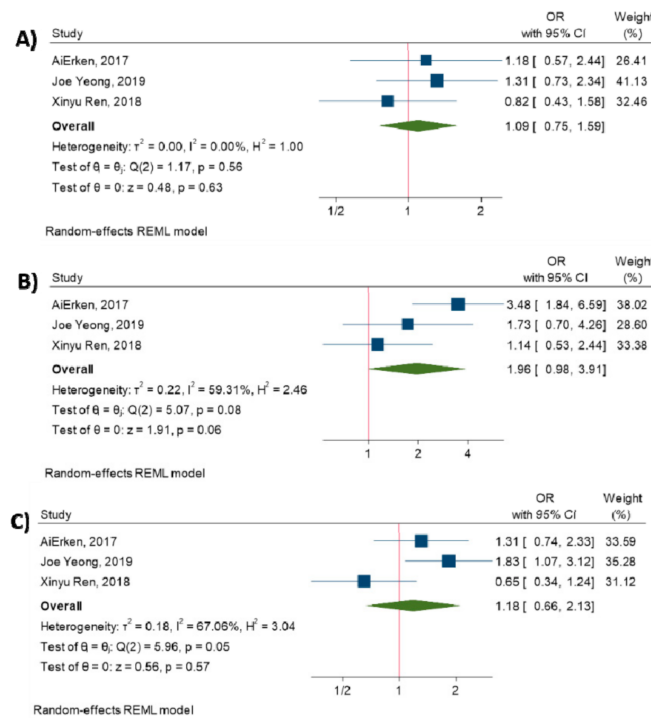 A)
Study
OR with 95% CI
Weight (%)
AiErken, 2017 1.18 [ 0.57, 2.44] 26.41
Joe Yeong, 2019 1.31 [ 0.73, 2.34] 41.13
Xinyu Ren, 2018 0.82 [ 0.43, 1.58] 32.46
Overall 1.09 [ 0.75, 1.59]
Heterogeneity: τ² = 0.00, I² = 0.00%, H² = 1.00
Test of θᵢ = θⱼ: Q(2) = 1.17, p = 0.56
Test of θ = 0: z = 0.48, p = 0.63
1/2 1 2
Random-effects REML model
B)
Study
OR with 95% CI
Weight (%)
AiErken, 2017 3.48 [ 1.84, 6.59] 38.02
Joe Yeong, 2019 1.73 [ 0.70, 4.26] 28.60
Xinyu Ren, 2018 1.14 [ 0.53, 2.44] 33.38
Overall 1.96 [ 0.98, 3.91]
Heterogeneity: τ² = 0.22, I² = 59.31%, H² = 2.46
Test of θᵢ = θⱼ: Q(2) = 5.07, p = 0.08
Test of θ = 0: z = 1.91, p = 0.06
1 2 4
Random-effects REML model
C)
Study
OR with 95% CI
Weight (%)
AiErken, 2017 1.31 [ 0.74, 2.33] 33.59
Joe Yeong, 2019 1.83 [ 1.07, 3.12] 35.28
Xinyu Ren, 2018 0.65 [ 0.34, 1.24] 31.12
Overall 1.18 [ 0.66, 2.13]
Heterogeneity: τ² = 0.18, I² = 67.06%, H² = 3.04
Test of θᵢ = θⱼ: Q(2) = 5.96, p = 0.05
Test of θ = 0: z = 0.56, p = 0.57
1/2 1 2
Random-effects REML model